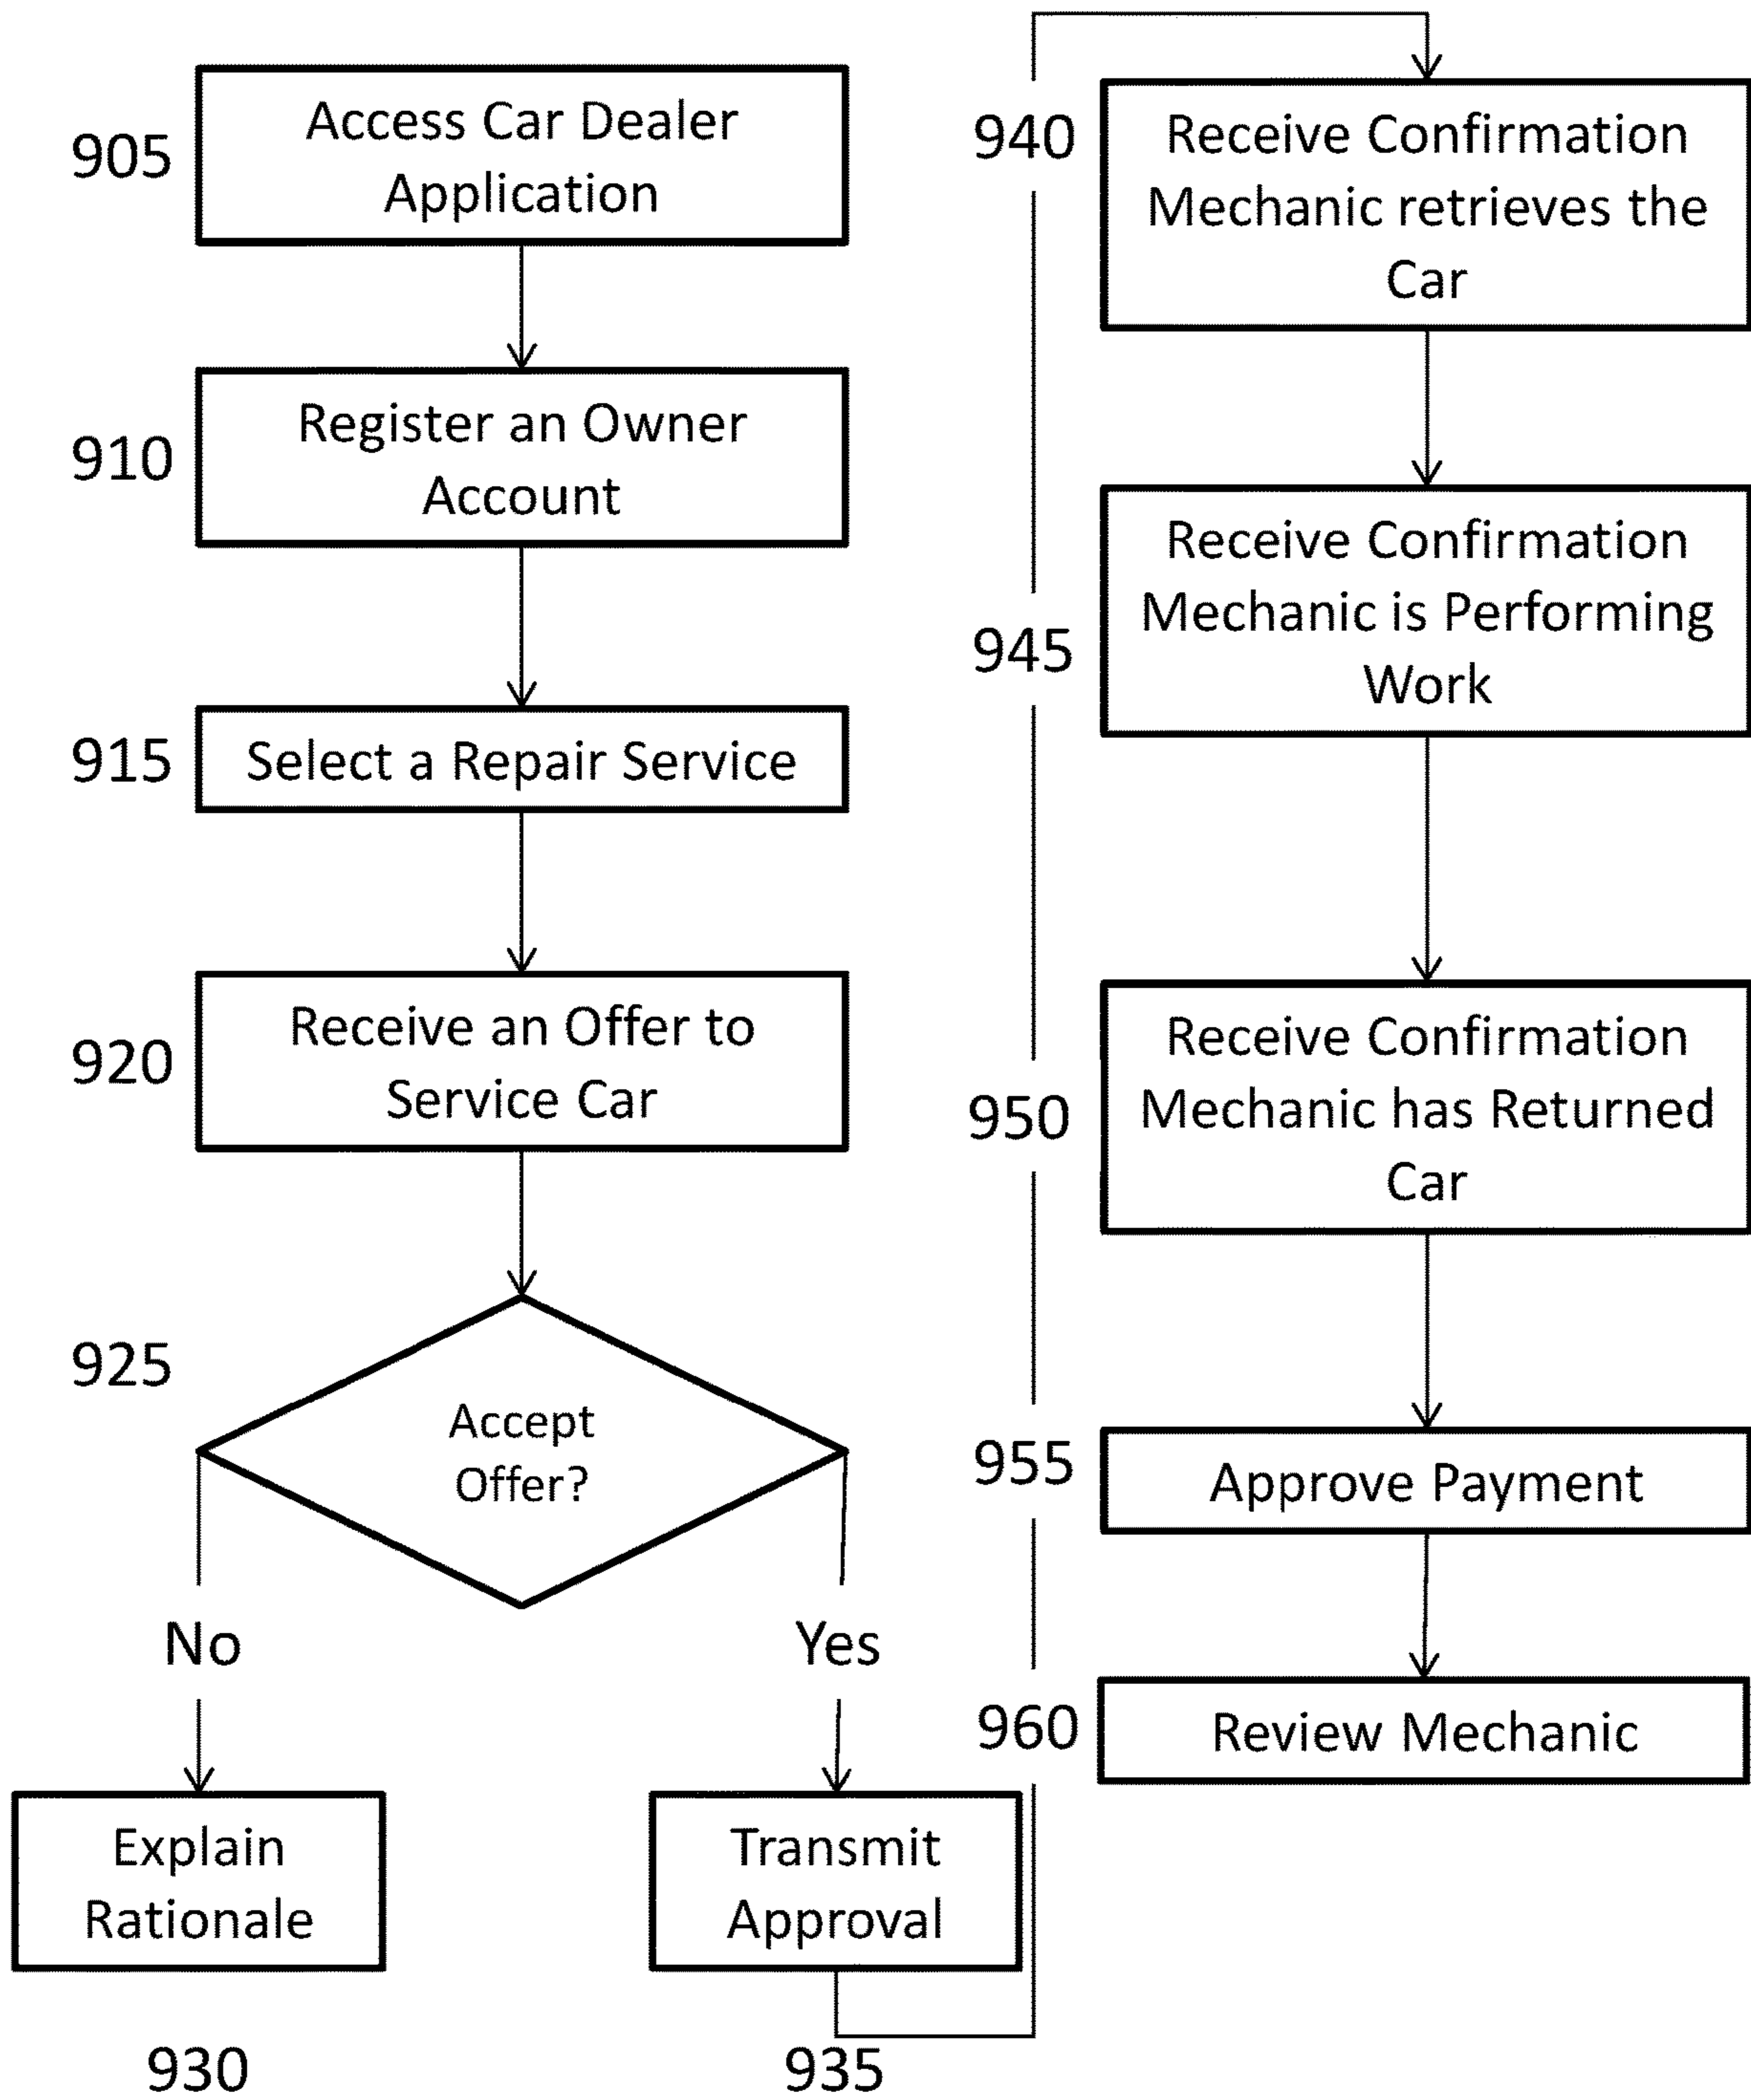 905
Access Car Dealer
Application
910
Register an Owner
Account
915
Select a Repair Service
920
Receive an Offer to
Service Car
925
Accept
Offer?
No
Yes
Explain
Rationale
930
Transmit
Approval
935
940
Receive Confirmation
Mechanic retrieves the
Car
945
Receive Confirmation
Mechanic is Performing
Work
950
Receive Confirmation
Mechanic has Returned
Car
955
Approve Payment
960
Review Mechanic